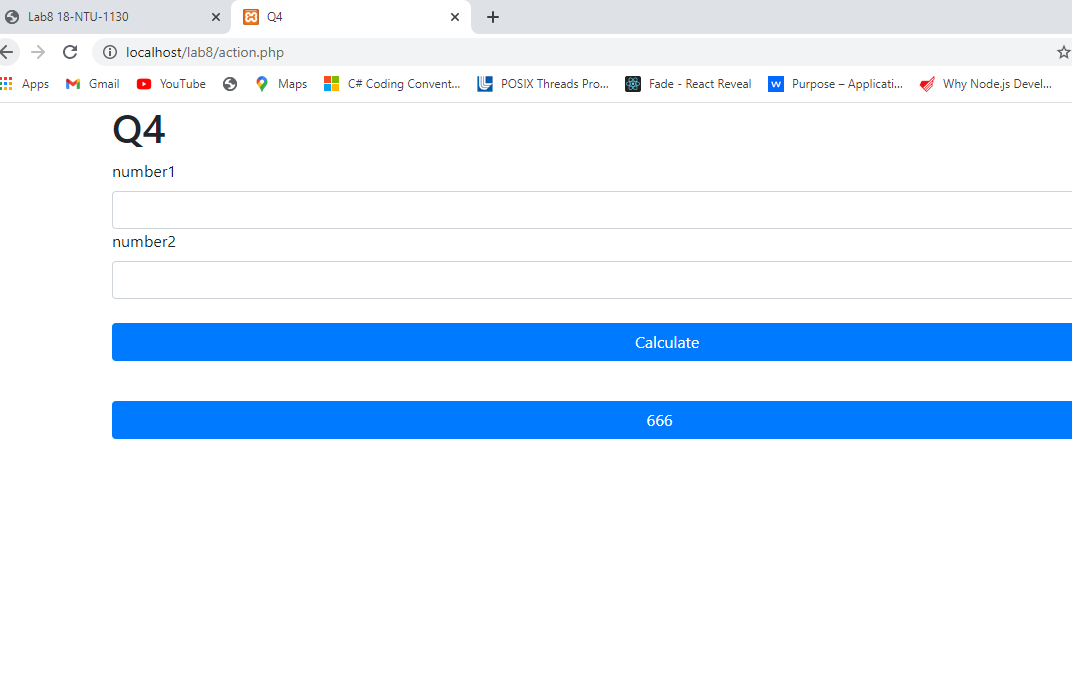 Lab8 18-NTU-1130
Q4
localhost/lab8/action.php
Apps Gmail YouTube Maps C# Coding Convent... POSIX Threads Pro... Fade - React Reveal Purpose – Applicati... Why Node.js Devel...
Q4
number1
number2
Calculate
666